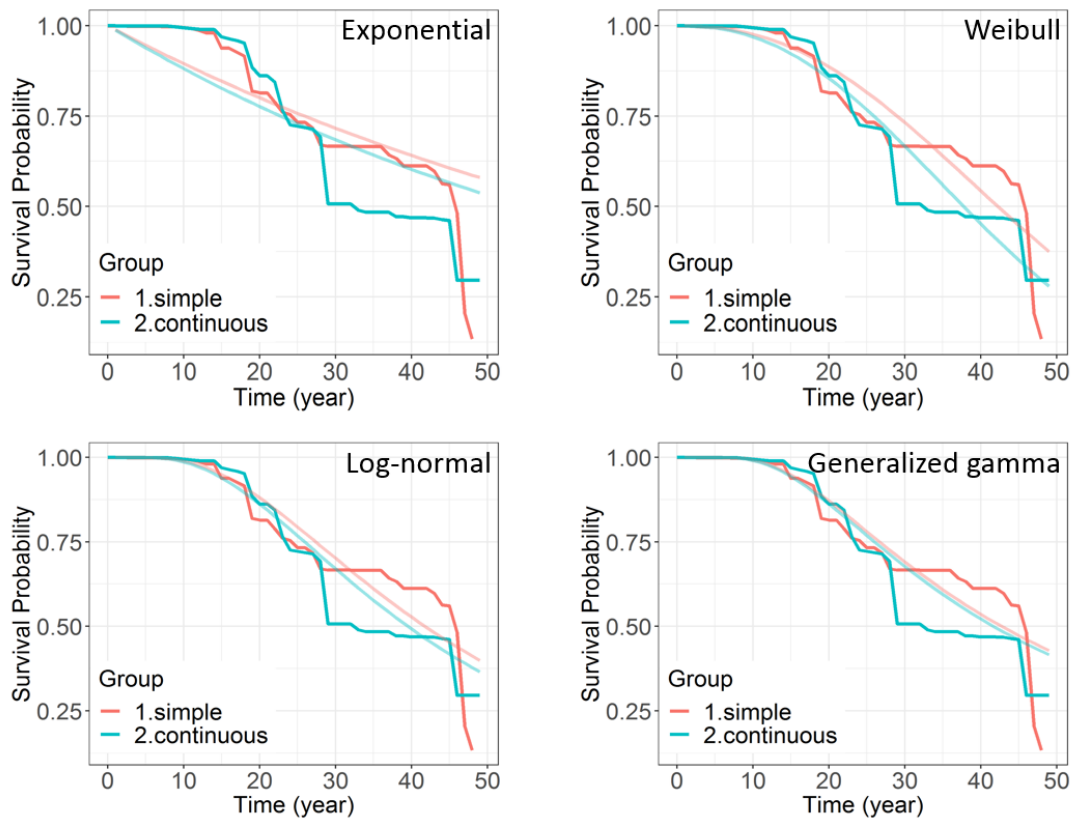 Exponential
Survival Probability
1.00
0.75
0.50
0.25
Group
1.simple
2.continuous
0 10 20 30 40 50
Time (year)
Weibull
Survival Probability
1.00
0.75
0.50
0.25
Group
1.simple
2.continuous
0 10 20 30 40 50
Time (year)
Log-normal
Survival Probability
1.00
0.75
0.50
0.25
Group
1.simple
2.continuous
0 10 20 30 40 50
Time (year)
Generalized gamma
Survival Probability
1.00
0.75
0.50
0.25
Group
1.simple
2.continuous
0 10 20 30 40 50
Time (year)